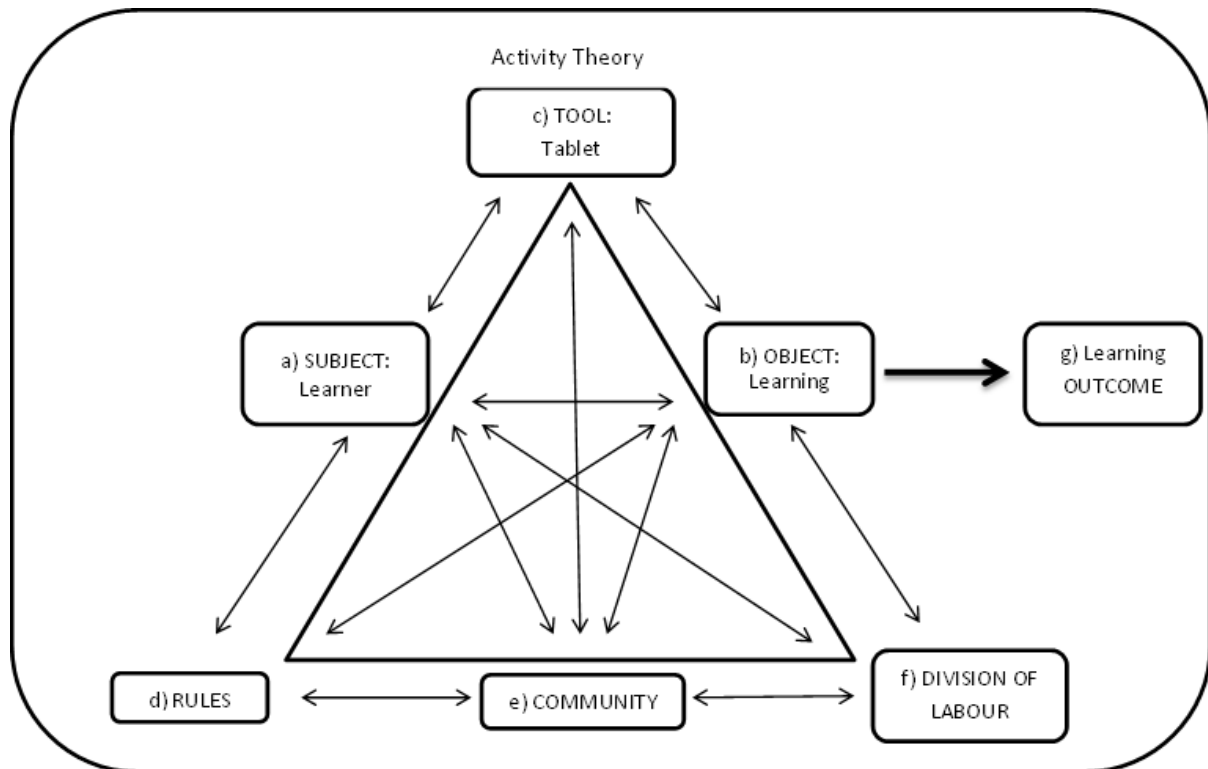 Activity Theory
c) TOOL:
Tablet
a) SUBJECT:
Learner
b) OBJECT:
Learning
g) Learning
OUTCOME
d) RULES
e) COMMUNITY
f) DIVISION OF
LABOUR